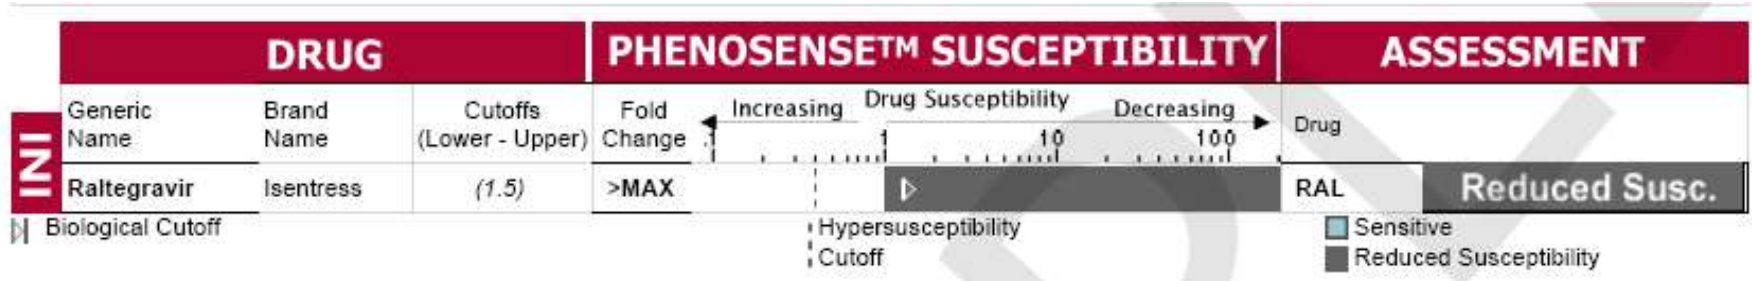 DRUG PHENOSENSE™ SUSCEPTIBILITY ASSESSMENT
INI
Generic Name Brand Name Cutoffs (Lower - Upper) Fold Change Increasing Drug Susceptibility Decreasing Drug
.1 1 10 100
Raltegravir Isentress (1.5) >MAX RAL Reduced Susc.
Biological Cutoff Hypersusceptibility Cutoff Sensitive
Reduced Susceptibility